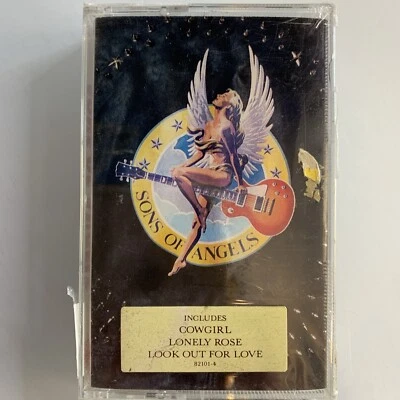 SONS OF ANGELS
INCLUDES
COWGIRL
LONELY ROSE
LOOK OUT FOR LOVE
82101-4